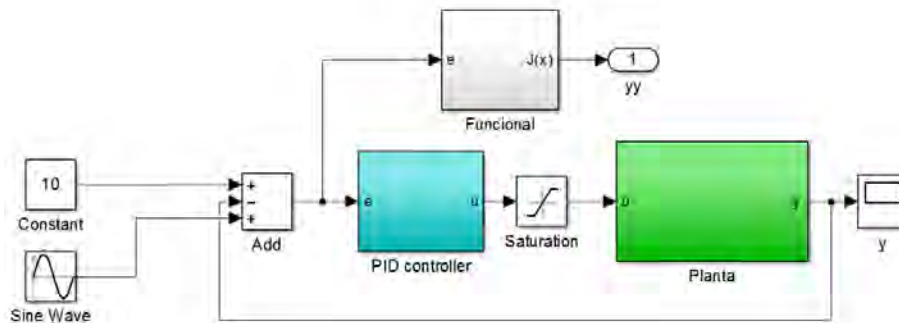 e
J(x)
1
yy
Funcional
10
Constant
+
−
+
Add
e
u
PID controller
Saturation
u
y
Planta
y
Sine Wave